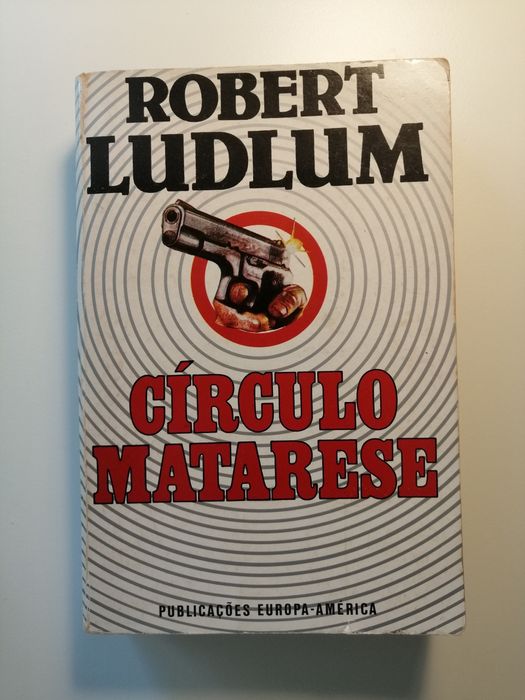 ROBERT
LUDLUM
CÍRCULO
MATARESE
PUBLICAÇÕES EUROPA-AMÉRICA